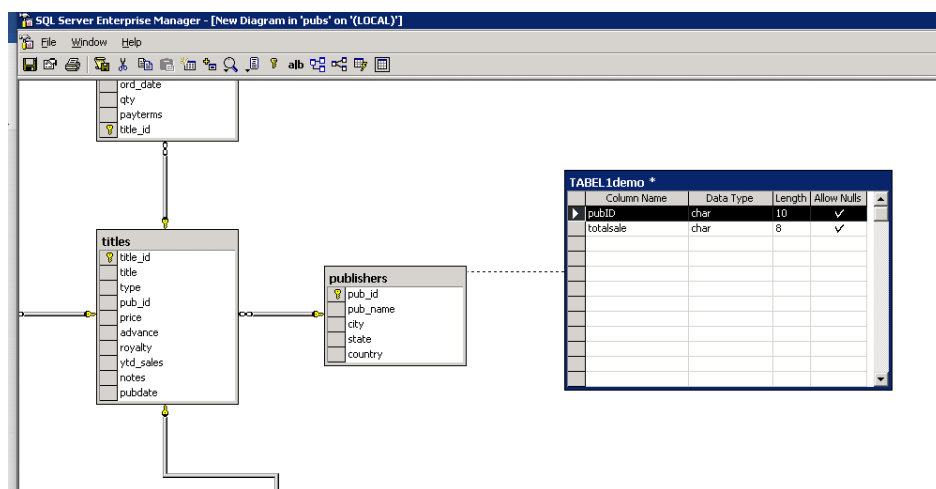 SQL Server Enterprise Manager - [New Diagram in 'pubs' on '(LOCAL)']
File Window Help
a|b
ord_date
qty
payterms
title_id
titles
title_id
title
type
pub_id
price
advance
royalty
ytd_sales
notes
pubdate
publishers
pub_id
pub_name
city
state
country
TABEL1demo *
Column Name Data Type Length Allow Nulls
pubID char 10
totalsale char 8